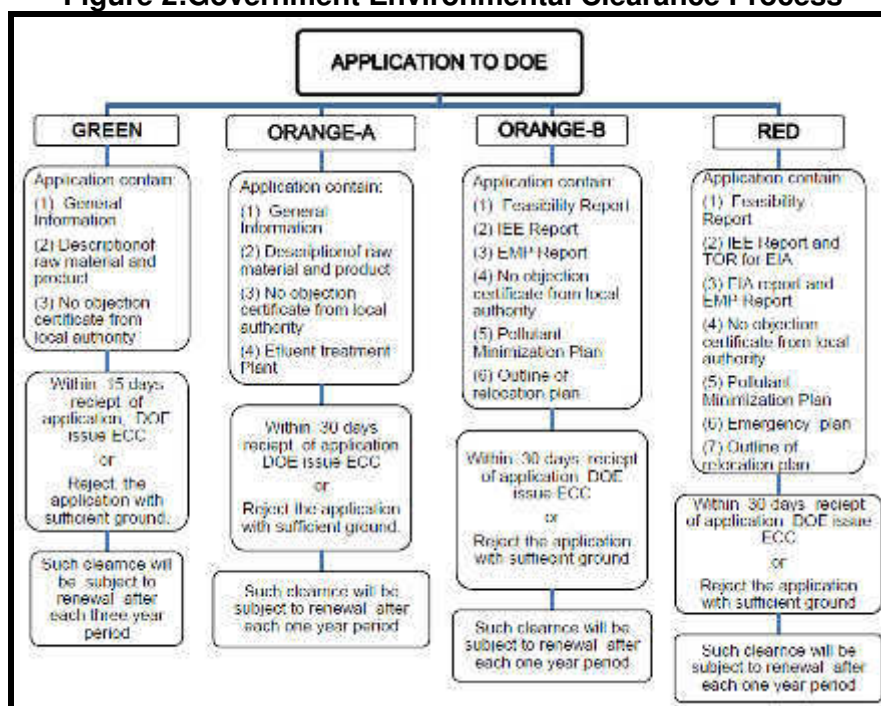 Figure 2:Government Environmental Clearance Process
APPLICATION TO DOE
GREEN
Application contain:
(1) General
Information
(2) Descriptionof
raw material and
product
(3) No objection
certificate from
local authority
Within 15 days
reciept of
application, DOE
issue ECC
or
Reject the
application with
sufficient ground.
Such clearnce will
be subject to
renewal after
each three year
period
ORANGE-A
Application contain:
(1) General
Information
(2) Descriptionof
raw material and product
(3) No objection
certificate from local
authority
(4) Efluent treatment
Plant
Within 30 days
reciept of application
DOE issue ECC
or
Reject the application
with sufficient ground.
Such clearnce will be
subject to renewal after
each one year period
ORANGE-B
Application contain:
(1) Feasibility Report
(2) IEE Report
(3) EMP Report
(4) No objection
certificate from local
authority
(5) Pollutant
Minimization Plan
(6) Outline of
relocation plan
Within 30 days reciept
of application DOE
issue ECC
or
Reject the application
with suffiecint ground
Such clearnce will be
subject to renewal after
each one year period
RED
Application contain:
(1) Feasibility
Report
(2) IEE Report and
TOR for EIA
(3) EIA report and
EMP Report
(4) No objection
certificate from local
authority
(5) Pollutant
Minimization Plan
(6) Emergency plan
(7) Outline of
relocation plan
Within 30 days reciept
of application DOE issue
ECC
or
Reject the application
with sufficient ground
Such clearnce will be
subject to renewal after
each one year period